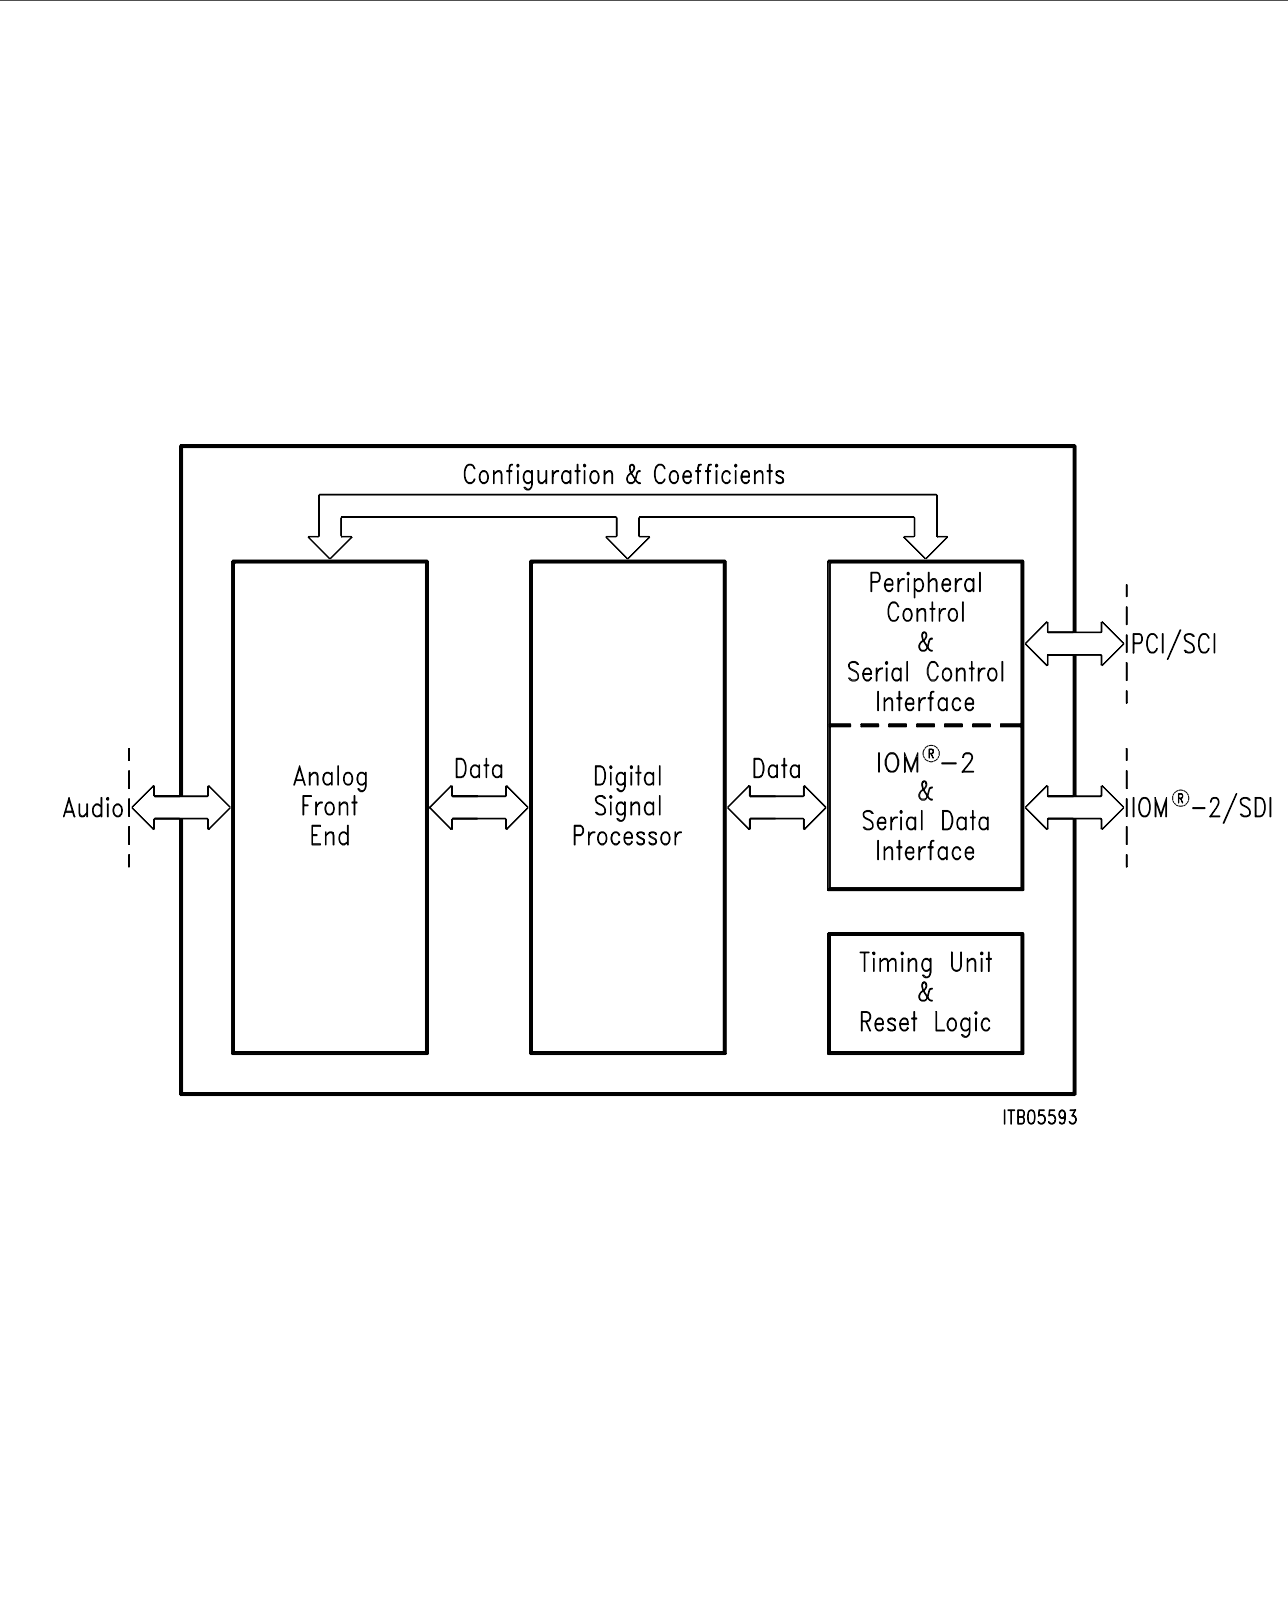 Configuration & Coefficients
Peripheral
Control
&
Serial Control
Interface
PCI/SCI
Audio
Analog
Front
End
Data
Digital
Signal
Processor
Data
IOM®-2
&
Serial Data
Interface
IOM®-2/SDI
Timing Unit
&
Reset Logic
ITB05593